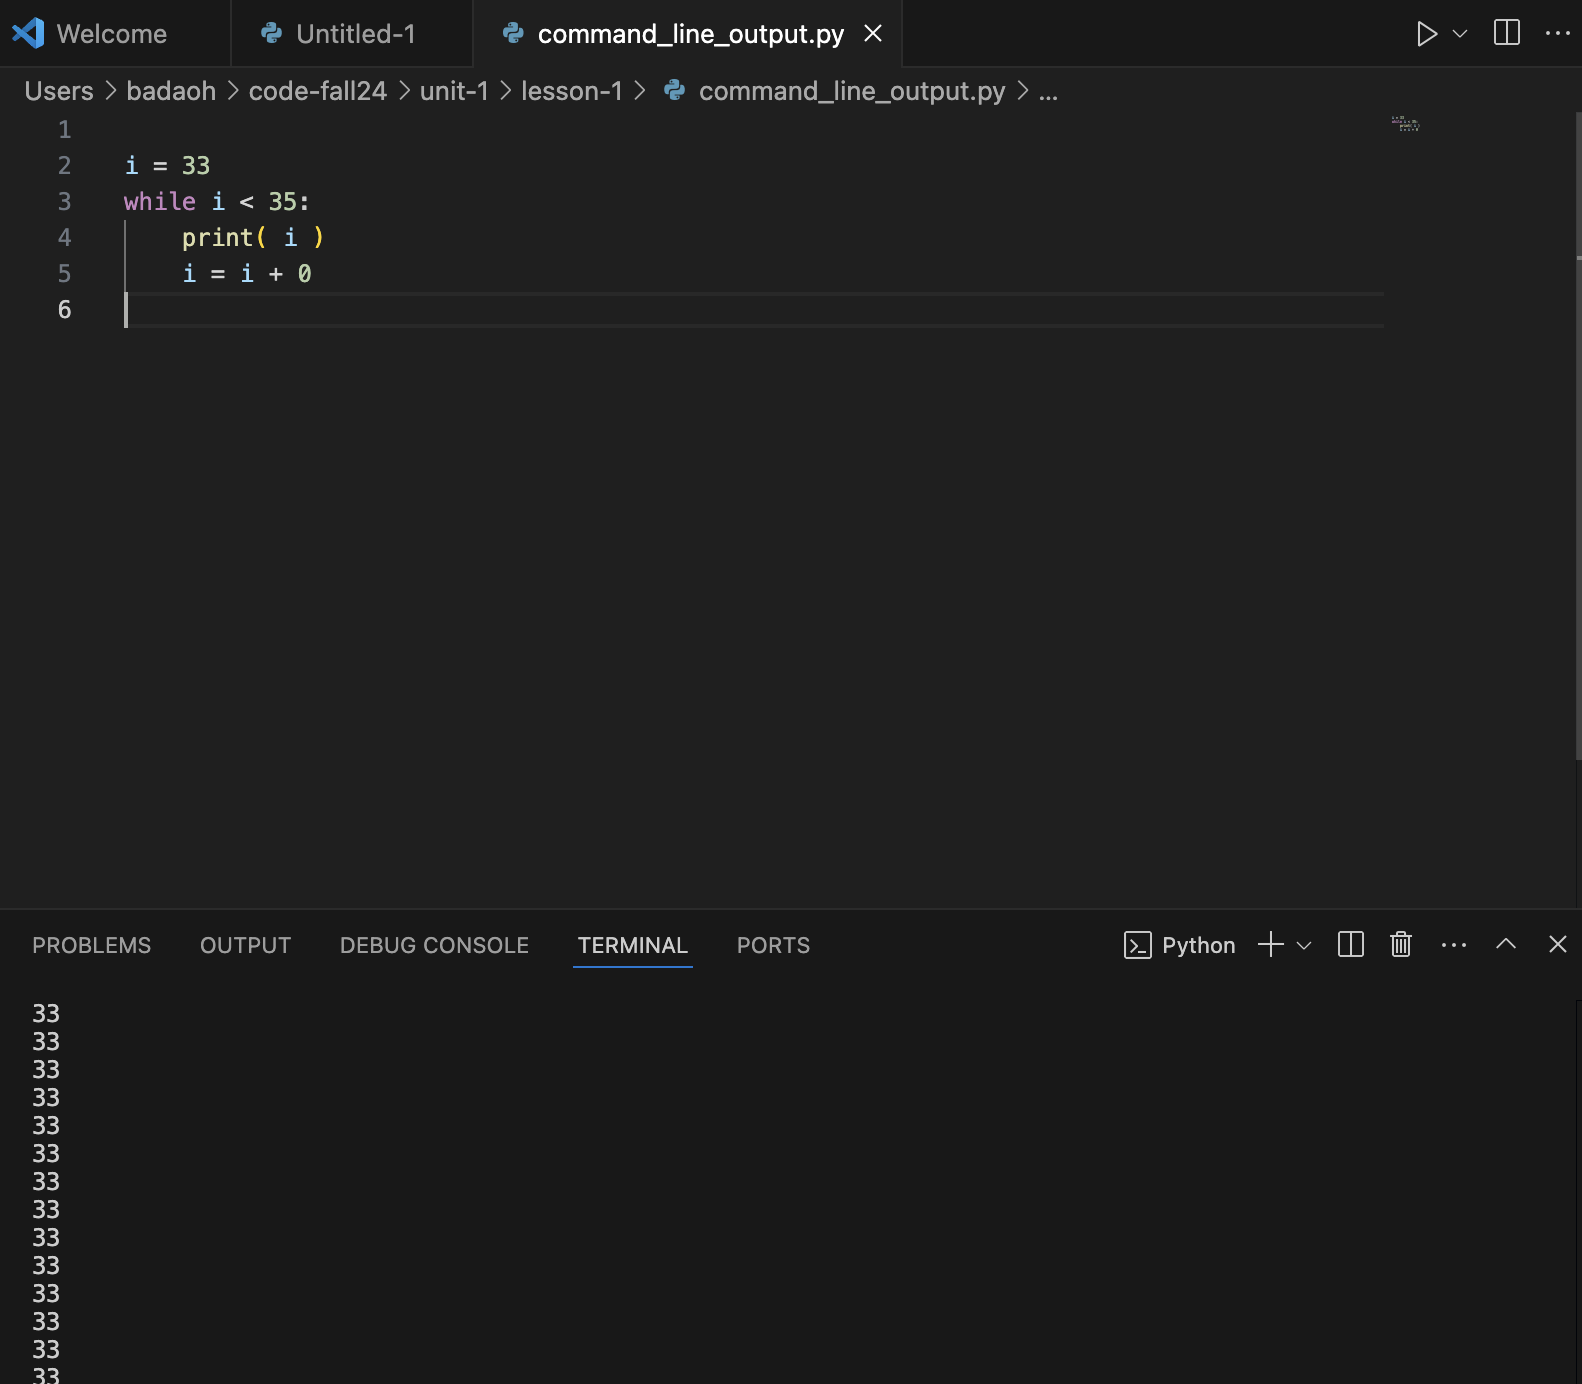 Welcome Untitled-1 command_line_output.py
Users > badaoh > code-fall24 > unit-1 > lesson-1 > command_line_output.py > ...
1
2 i = 33
3 while i < 35:
4     print( i )
5     i = i + 0
6
PROBLEMS OUTPUT DEBUG CONSOLE TERMINAL PORTS Python
33
33
33
33
33
33
33
33
33
33
33
33
33
33